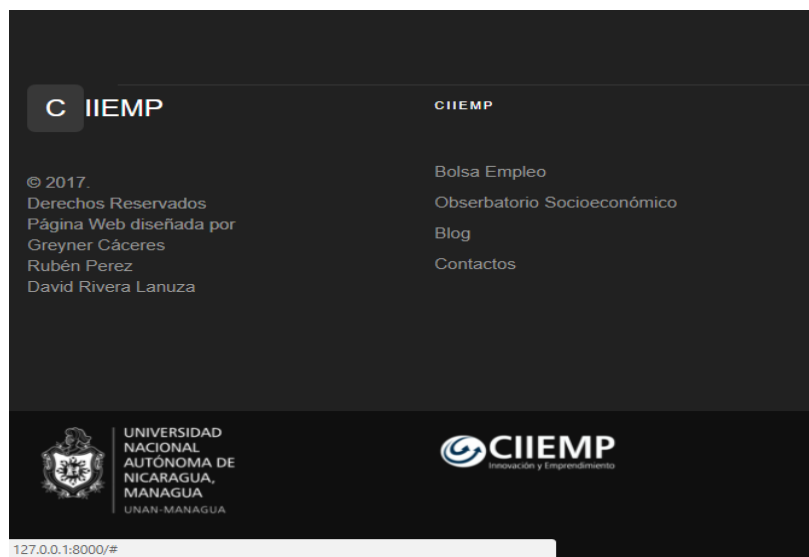 CIIEMP
© 2017.
Derechos Reservados
Página Web diseñada por
Greyner Cáceres
Rubén Perez
David Rivera Lanuza
CIIEMP
Bolsa Empleo
Obserbatorio Socioeconómico
Blog
Contactos
UNIVERSIDAD
NACIONAL
AUTÓNOMA DE
NICARAGUA,
MANAGUA
UNAN-MANAGUA
CIIEMP
Innovación y Emprendimiento
127.0.0.1:8000/#